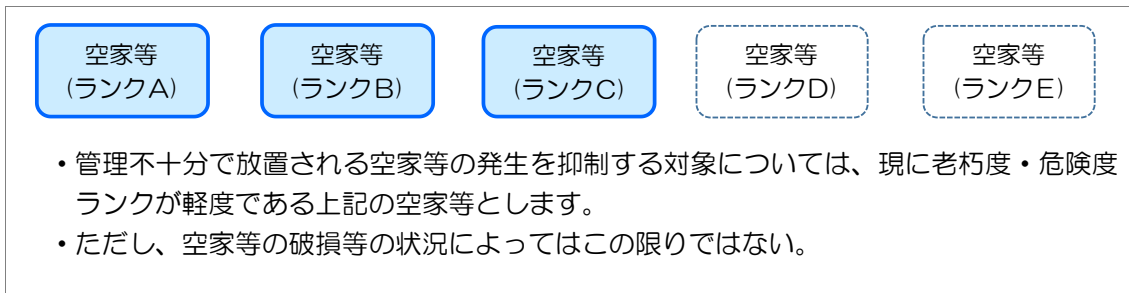 空家等 空家等 空家等 空家等 空家等
(ランクA) (ランクB) (ランクC) (ランクD) (ランクE)
・管理不十分で放置される空家等の発生を抑制する対象については、現に老朽度・危険度
ランクが軽度である上記の空家等とします。
・ただし、空家等の破損等の状況によってはこの限りではない。